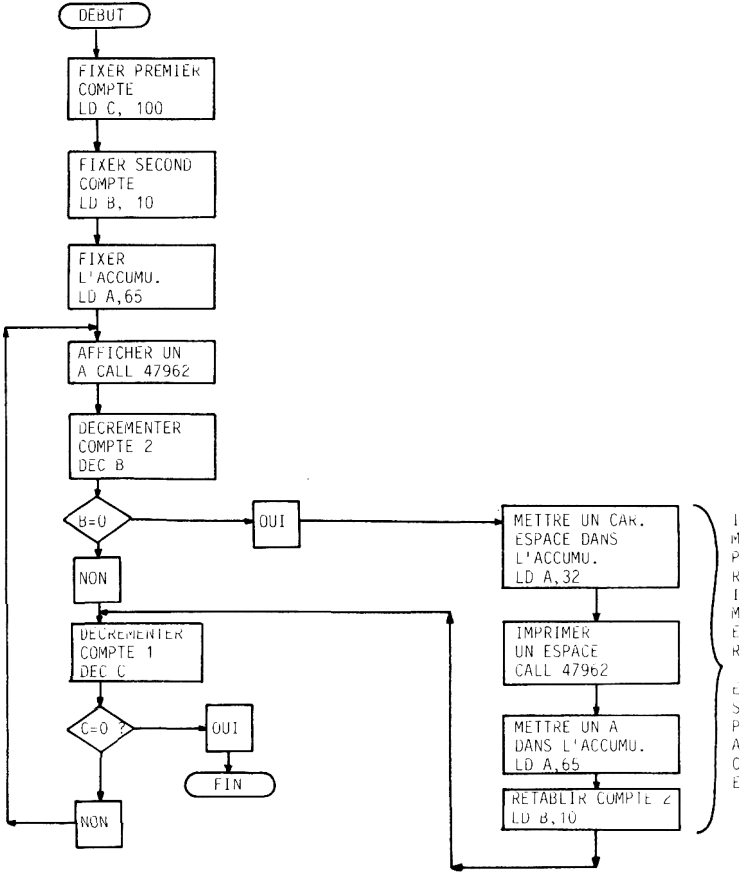 DEBUT
FIXER PREMIER
COMPTE
LD C, 100
FIXER SECOND
COMPTE
LD B, 10
FIXER
L'ACCUMU.
LD A,65
AFFICHER UN
A CALL 47962
DECREMENTER
COMPTE 2
DEC B
B=0
OUI
NON
DECREMENTER
COMPTE 1
DEC C
C=0 ?
OUI
FIN
NON
METTRE UN CAR.
ESPACE DANS
L'ACCUMU.
LD A,32
IMPRIMER
UN ESPACE
CALL 47962
METTRE UN A
DANS L'ACCUMU.
LD A,65
RETABLIR COMPTE 2
LD B,10